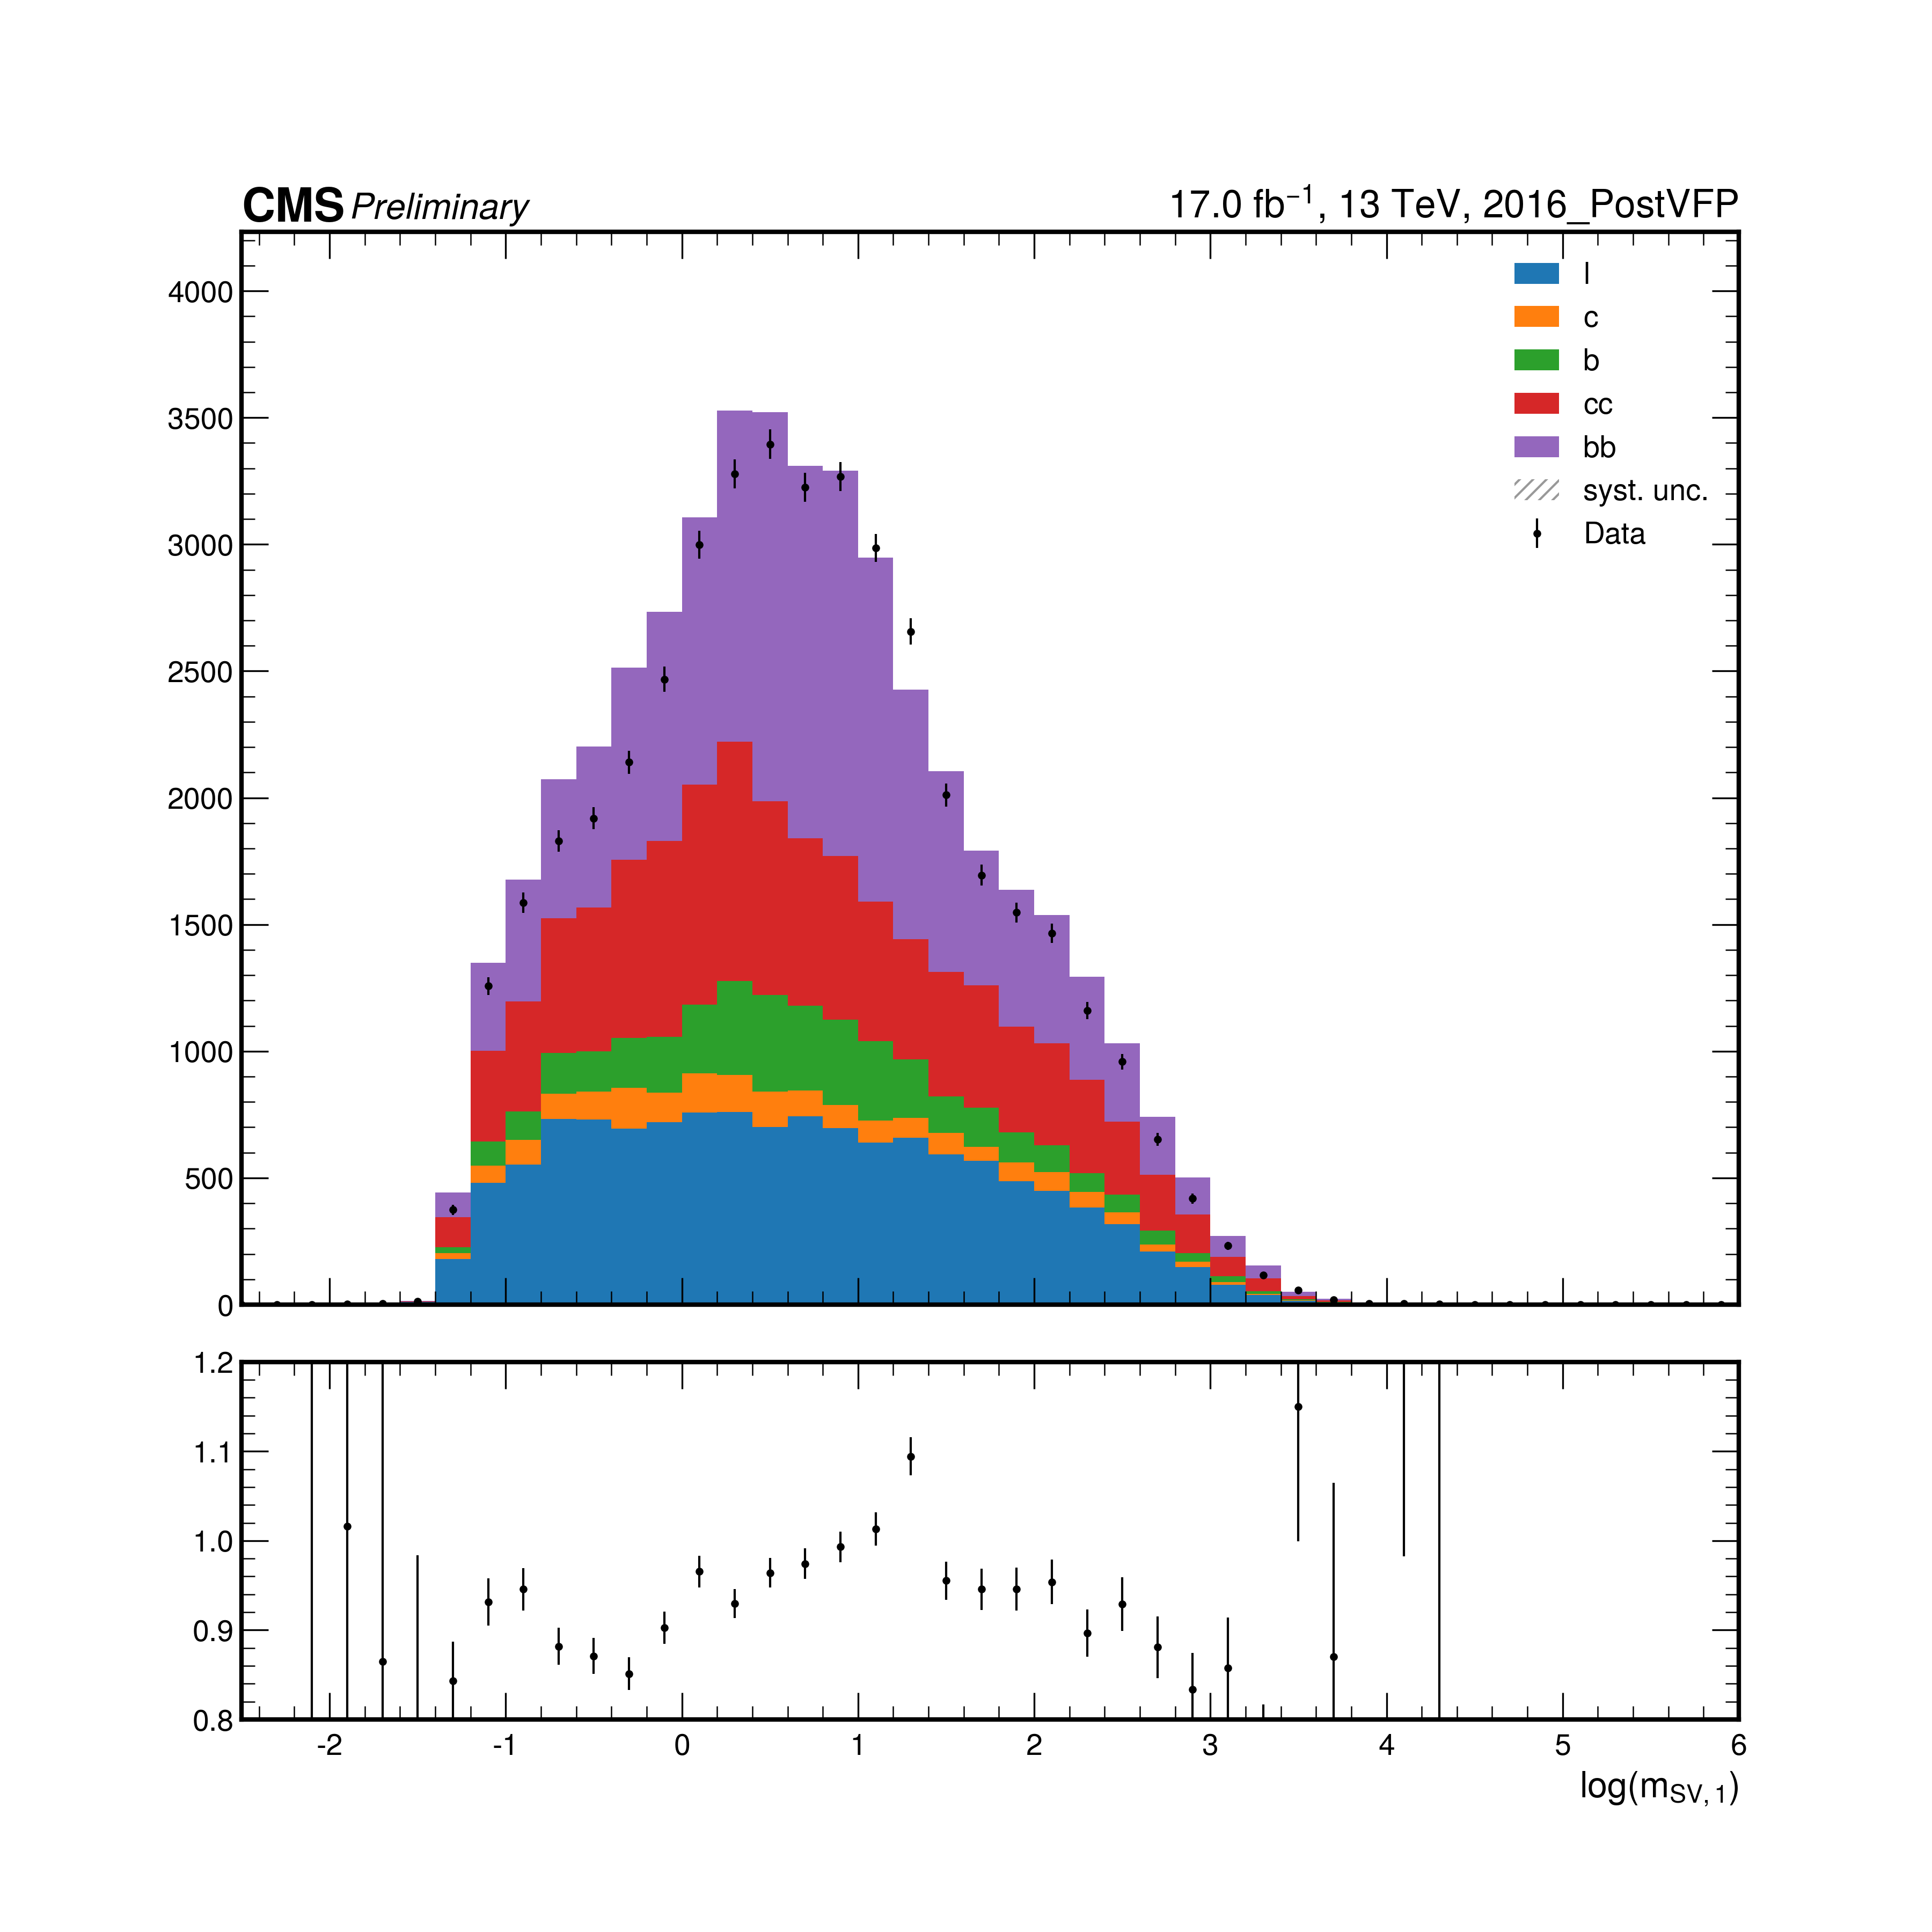 CMS Preliminary
17.0 fb⁻¹, 13 TeV, 2016_PostVFP
4000
3500
3000
2500
2000
1500
1000
500
0
l
c
b
cc
bb
syst. unc.
Data
1.2
1.1
1.0
0.9
0.8
-2 -1 0 1 2 3 4 5 6
log(m_SV, 1)